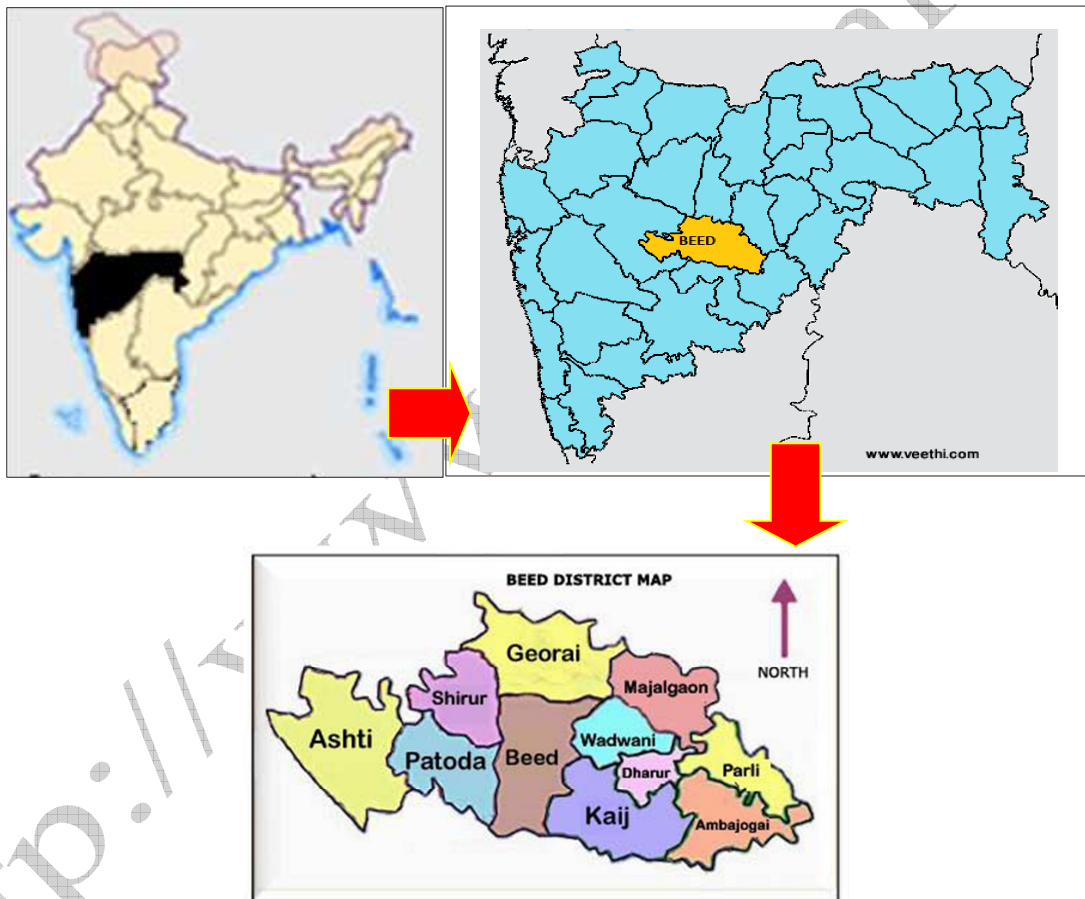 BEED
www.veethi.com
BEED DISTRICT MAP
NORTH
Georai
Majalgaon
Shirur
Ashti
Wadwani
Patoda
Beed
Dharur
Parli
Kaij
Ambajogai